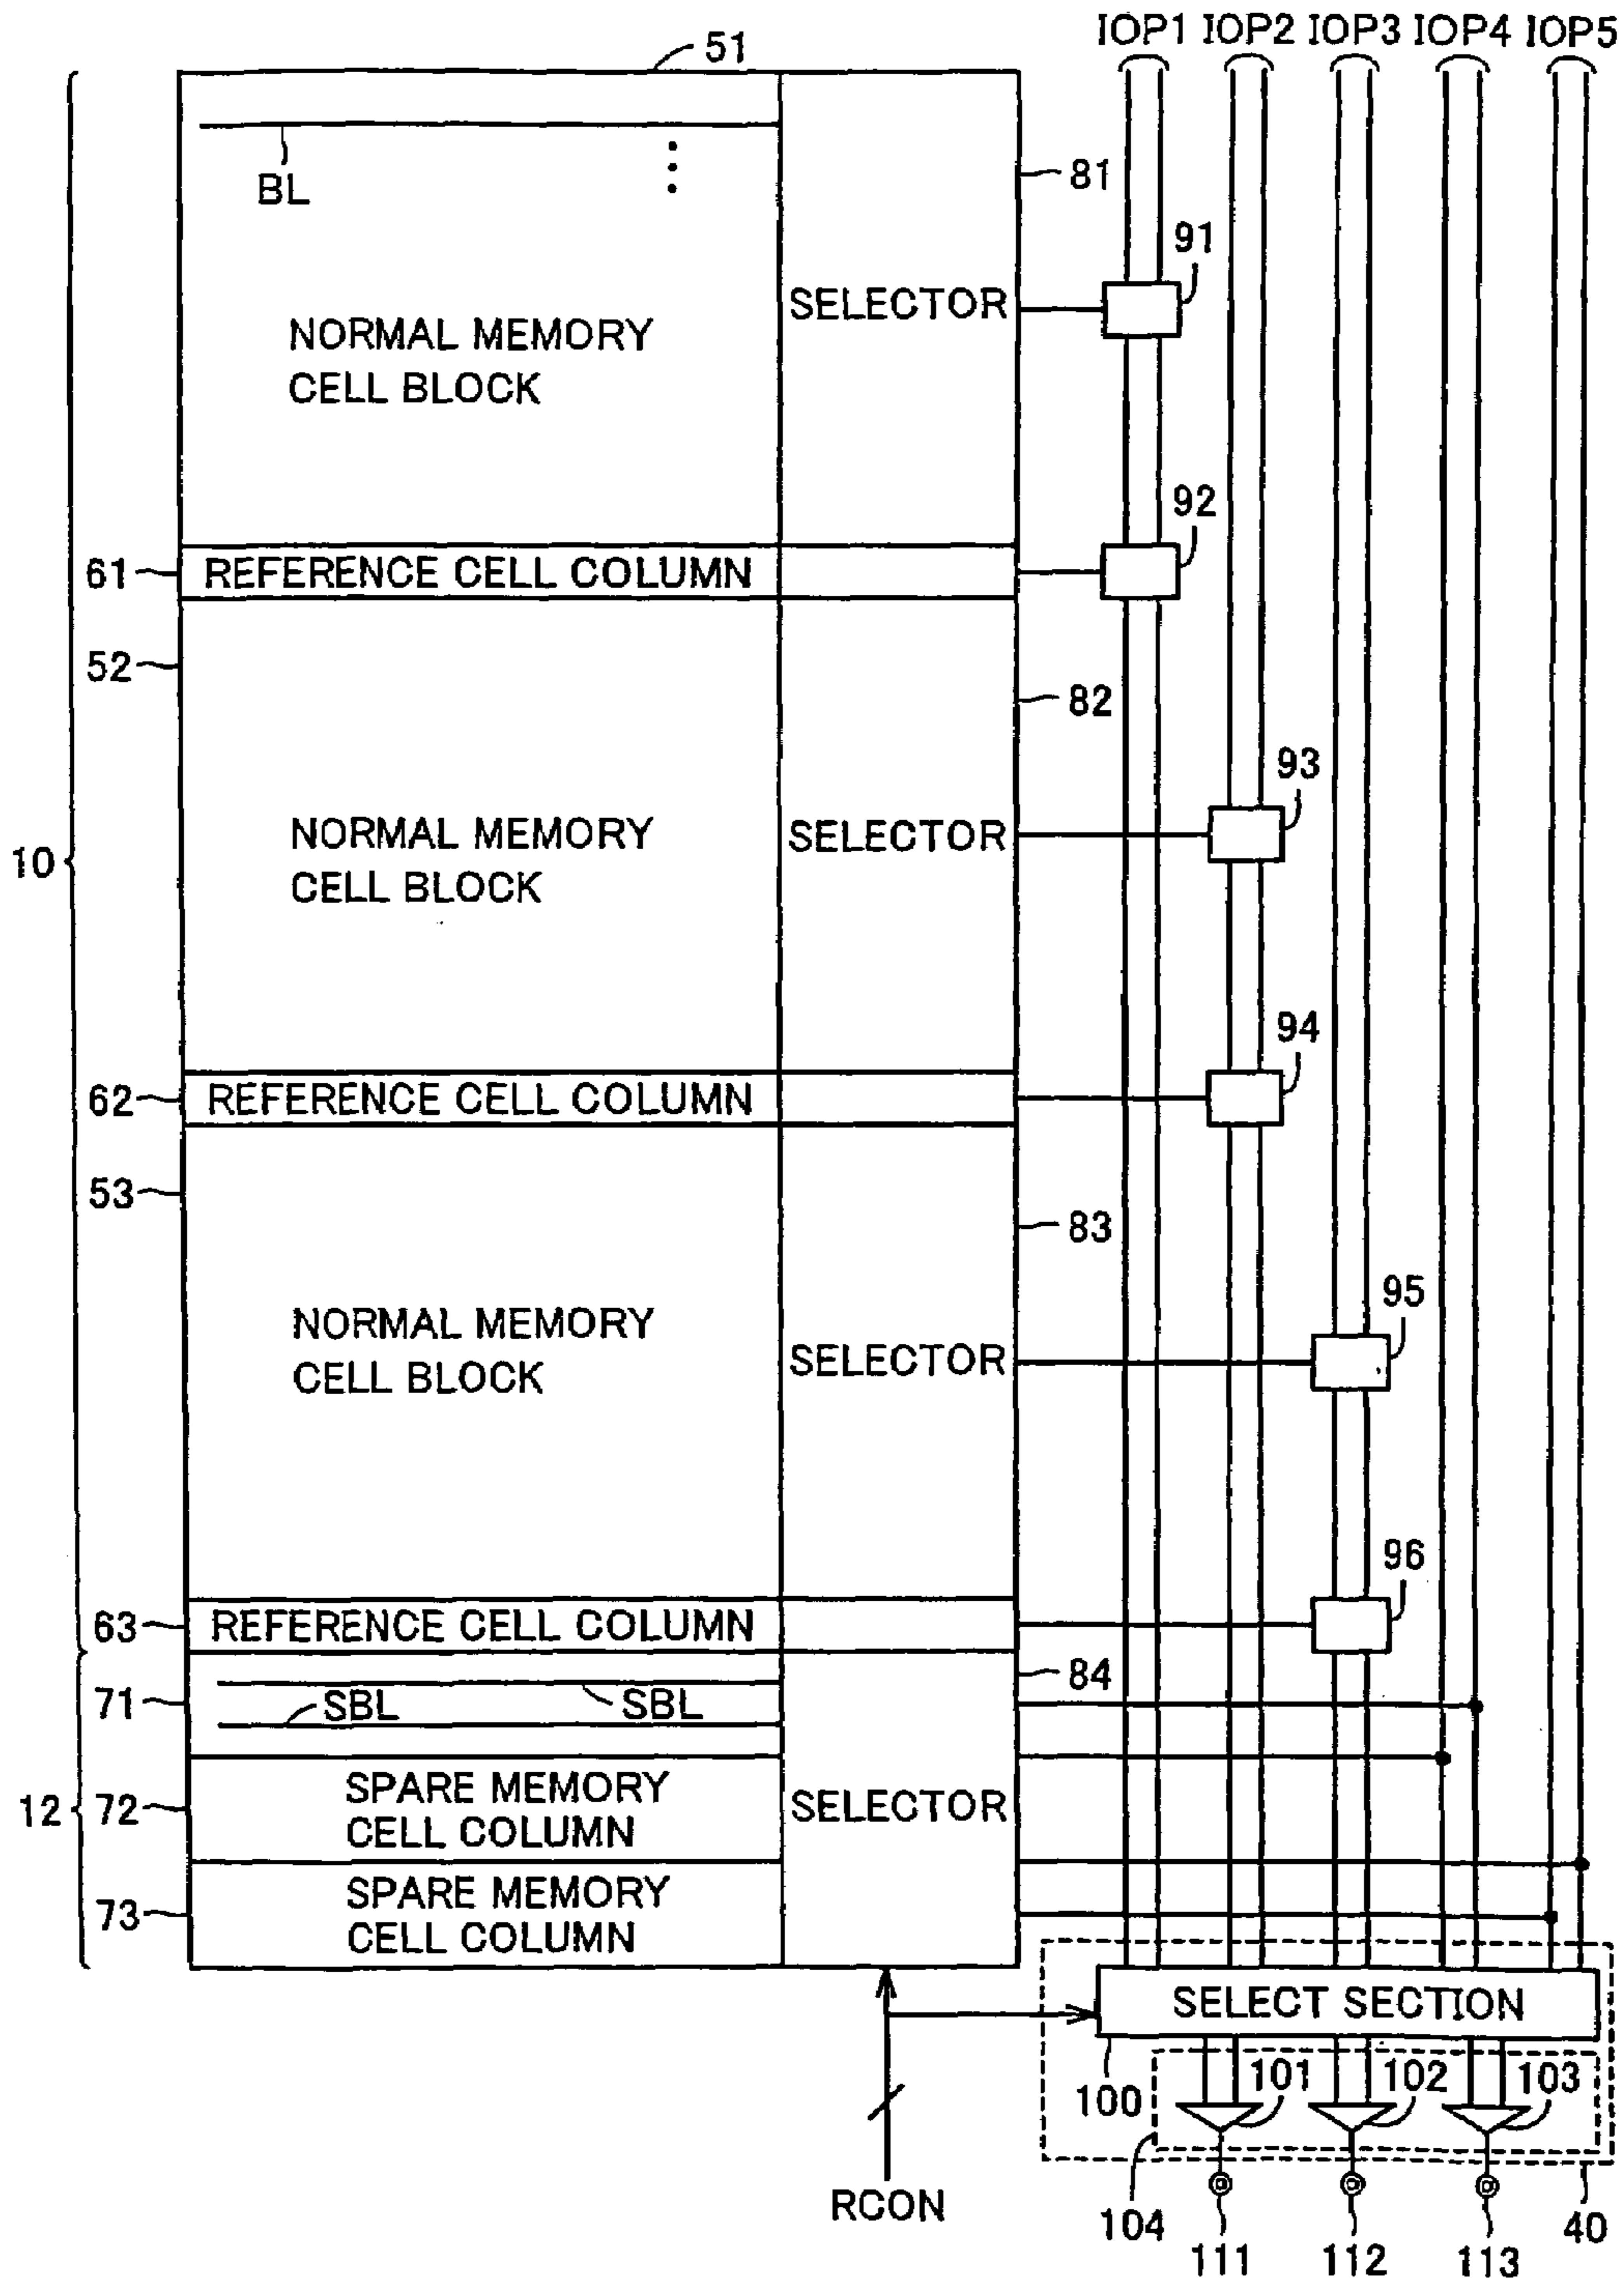 IOP1 IOP2 IOP3 IOP4 IOP5
51
BL
81
91
SELECTOR
NORMAL MEMORY
CELL BLOCK
92
61
REFERENCE CELL COLUMN
52
82
93
NORMAL MEMORY
SELECTOR
CELL BLOCK
10
94
62
REFERENCE CELL COLUMN
53
83
95
NORMAL MEMORY
CELL BLOCK
SELECTOR
96
63
REFERENCE CELL COLUMN
84
71
SBL
SBL
12
72
SPARE MEMORY
CELL COLUMN
SELECTOR
73
SPARE MEMORY
CELL COLUMN
SELECT SECTION
100
101
102
103
RCON
104
111
112
113
40